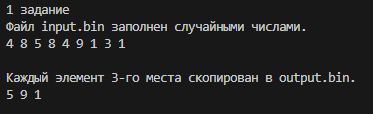 1 задание
Файл input.bin заполнен случайными числами.
4 8 5 8 4 9 1 3 1
Каждый элемент 3-го места скопирован в output.bin.
5 9 1